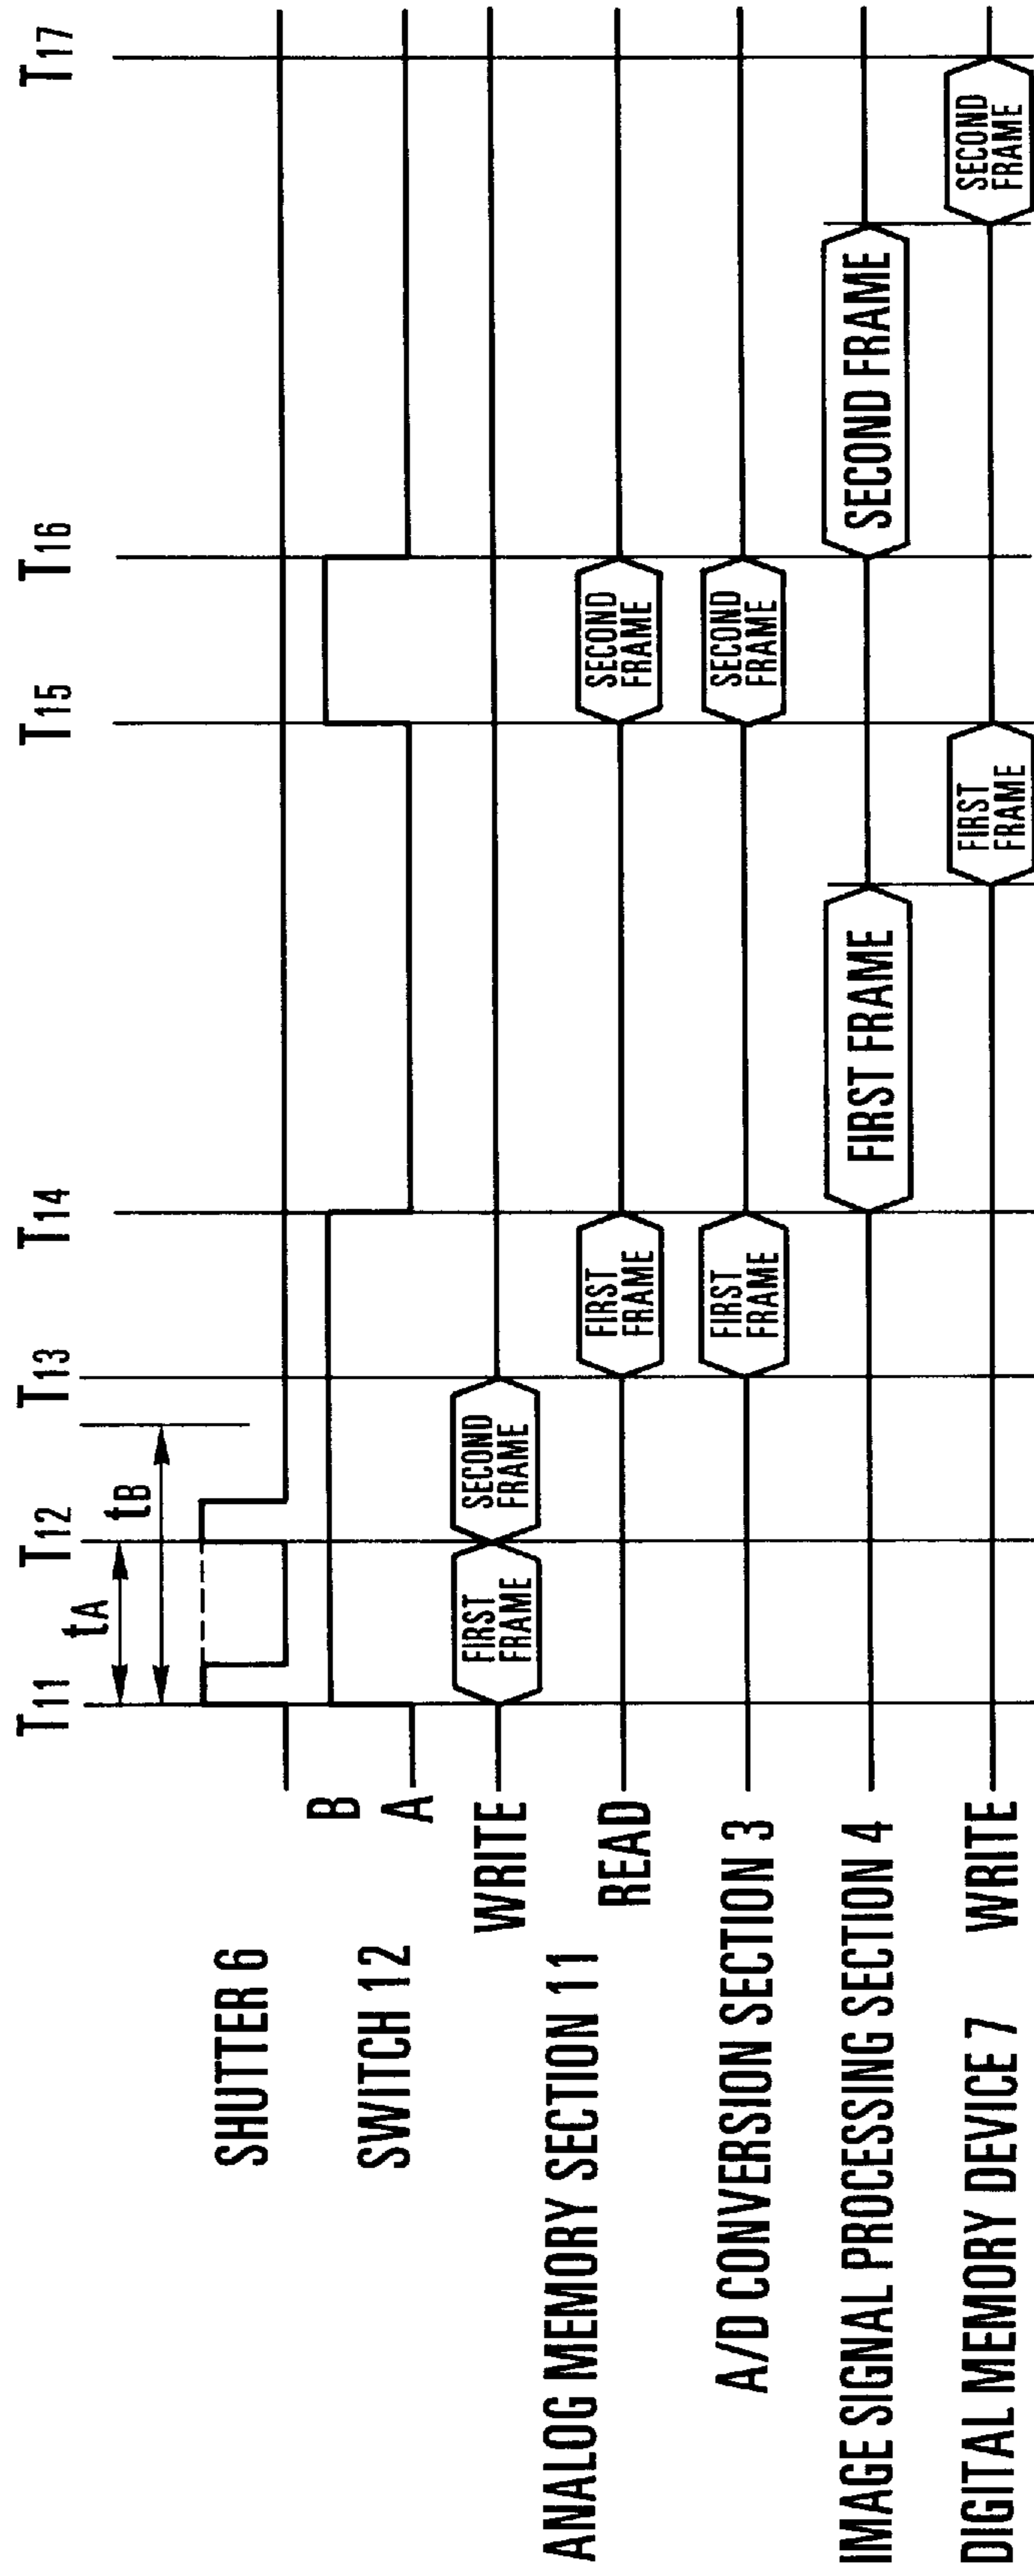 T11 T12 T13 T14 T15 T16 T17
tA
tB
SHUTTER 6
B
SWITCH 12
A
WRITE
FIRST
FRAME
SECOND
FRAME
ANALOG MEMORY SECTION 11
READ
FIRST
FRAME
SECOND
FRAME
A/D CONVERSION SECTION 3
FIRST
FRAME
SECOND
FRAME
IMAGE SIGNAL PROCESSING SECTION 4
FIRST FRAME
SECOND FRAME
DIGITAL MEMORY DEVICE 7
WRITE
FIRST
FRAME
SECOND
FRAME